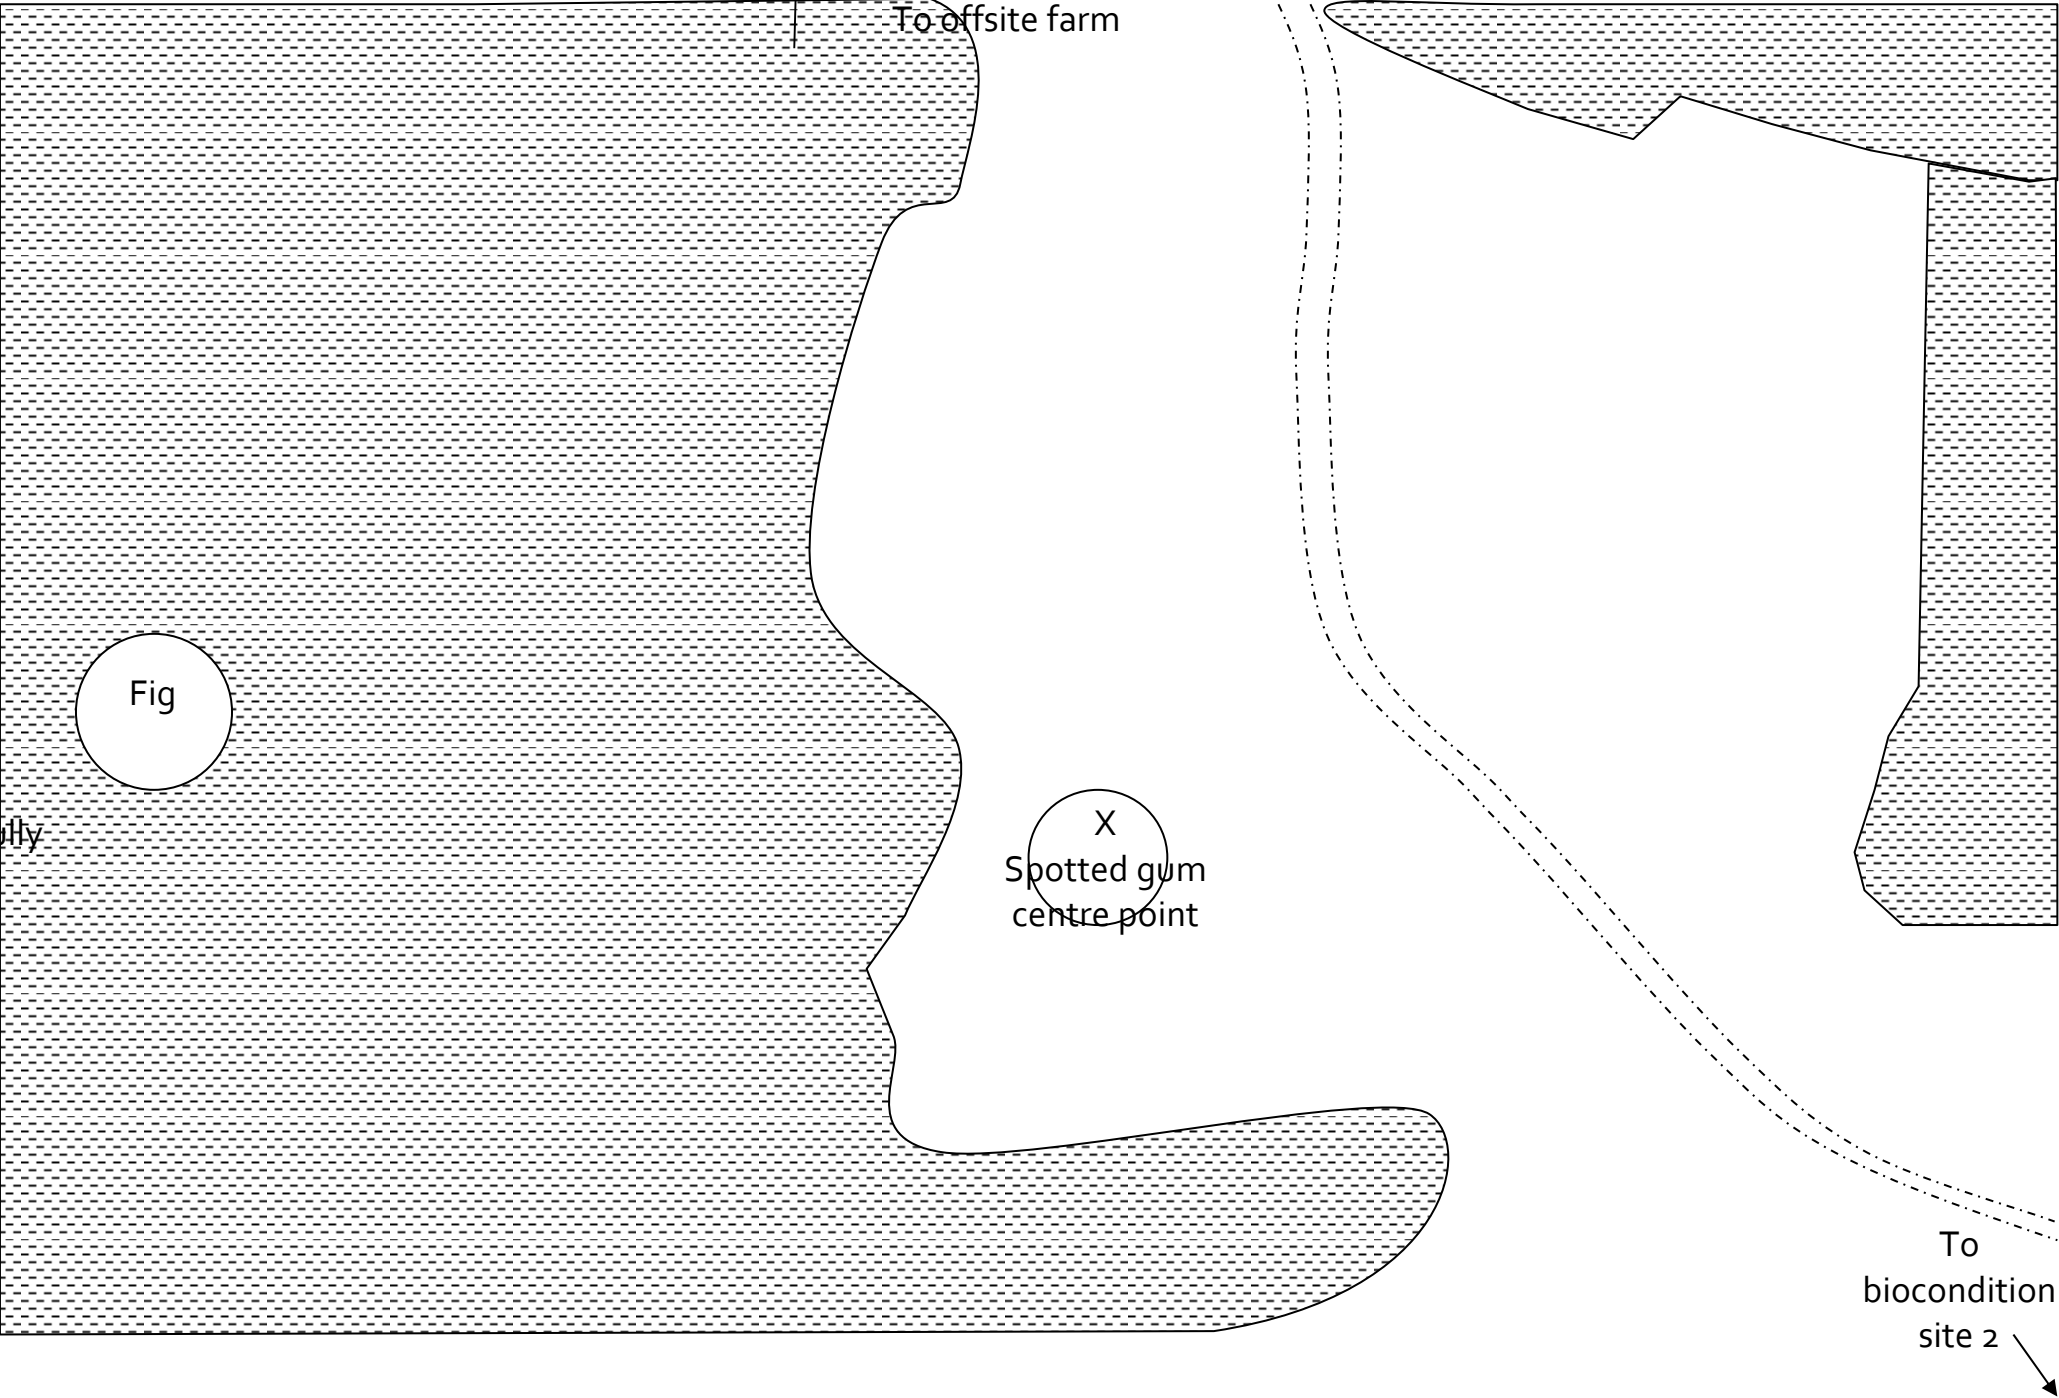 To offsite farm
Fig
X
Spotted gum
centre point
To
biocondition
site 2